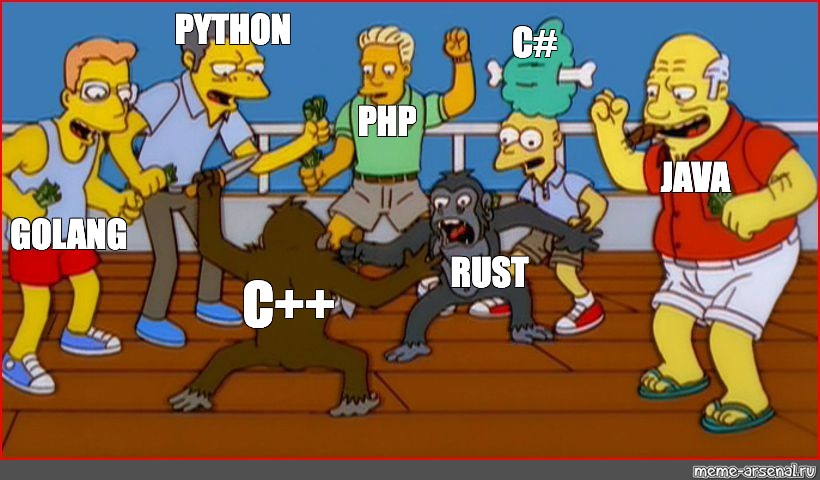 PYTHON
C#
PHP
JAVA
GOLANG
RUST
C++
meme-arsenal.ru